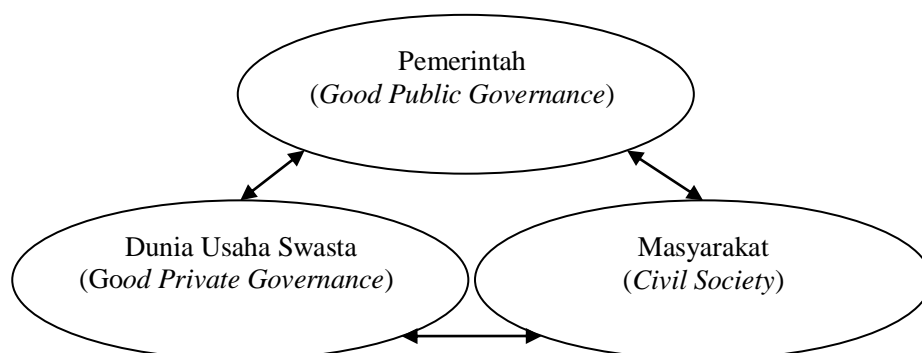 Pemerintah
(Good Public Governance)
Dunia Usaha Swasta
(Good Private Governance)
Masyarakat
(Civil Society)